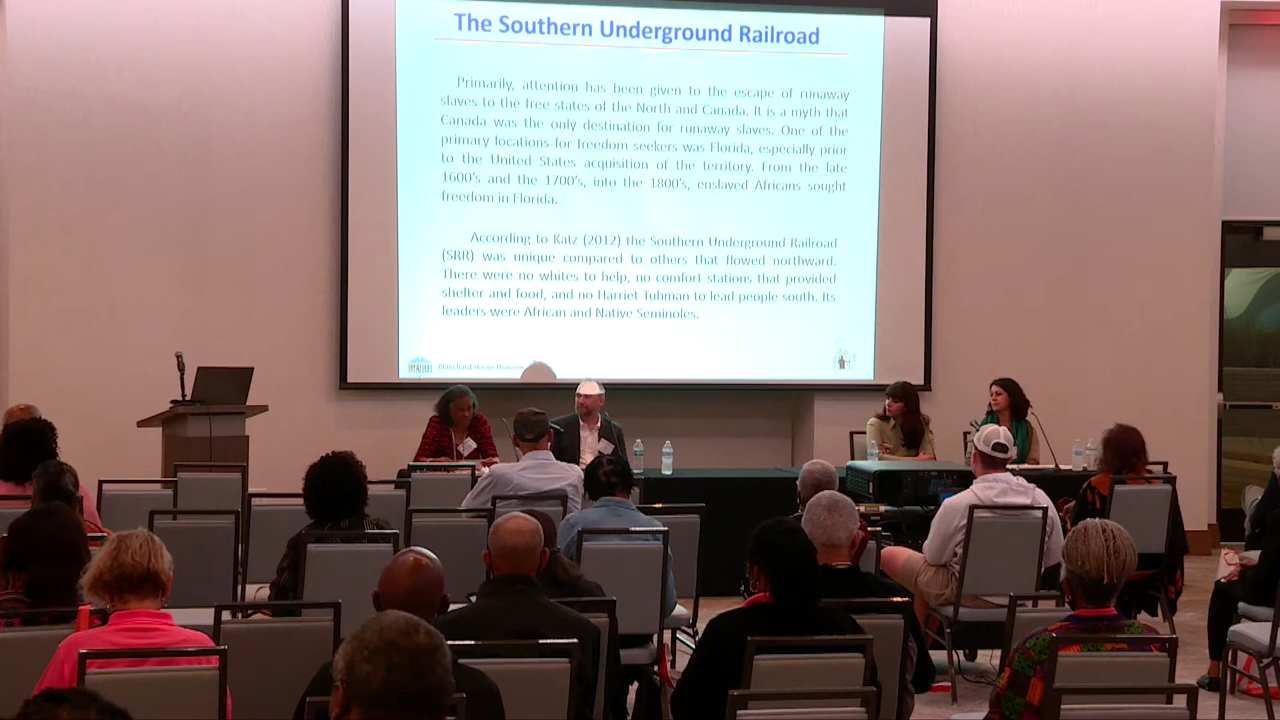 The Southern Underground Railroad
Primarily, attention has been given to the escape of runaway
slaves to the free states of the North and Canada. It is a myth that
Canada was the only destination for runaway slaves. One of the
primary locations for freedom seekers was Florida, especially prior
to the United States acquisition of the territory. From the late
1600's and the 1700's, into the 1800's, enslaved Africans sought
freedom in Florida.
According to Katz (2012) the Southern Underground Railroad
(SRR) was unique compared to others that flowed northward.
There were no whites to help, no comfort stations that provided
shelter and food, and no Harriet Tubman to lead people south. Its
leaders were African and Native Seminoles.
Blanchard House Museum